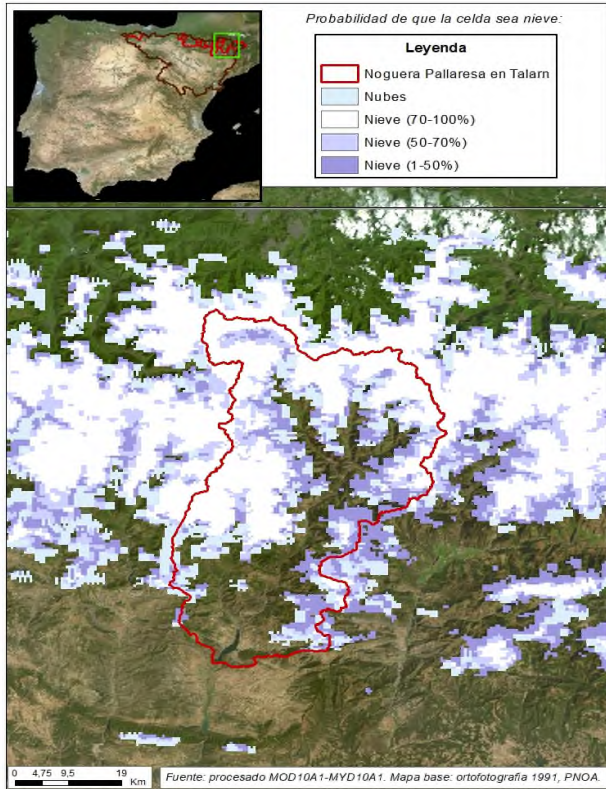 Probabilidad de que la celda sea nieve:
Leyenda
Noguera Pallaresa en Talarn
Nubes
Nieve (70-100%)
Nieve (50-70%)
Nieve (1-50%)
0 4,75 9,5 19
Km
Fuente: procesado MOD10A1-MYD10A1. Mapa base: ortofotografía 1991, PNOA.